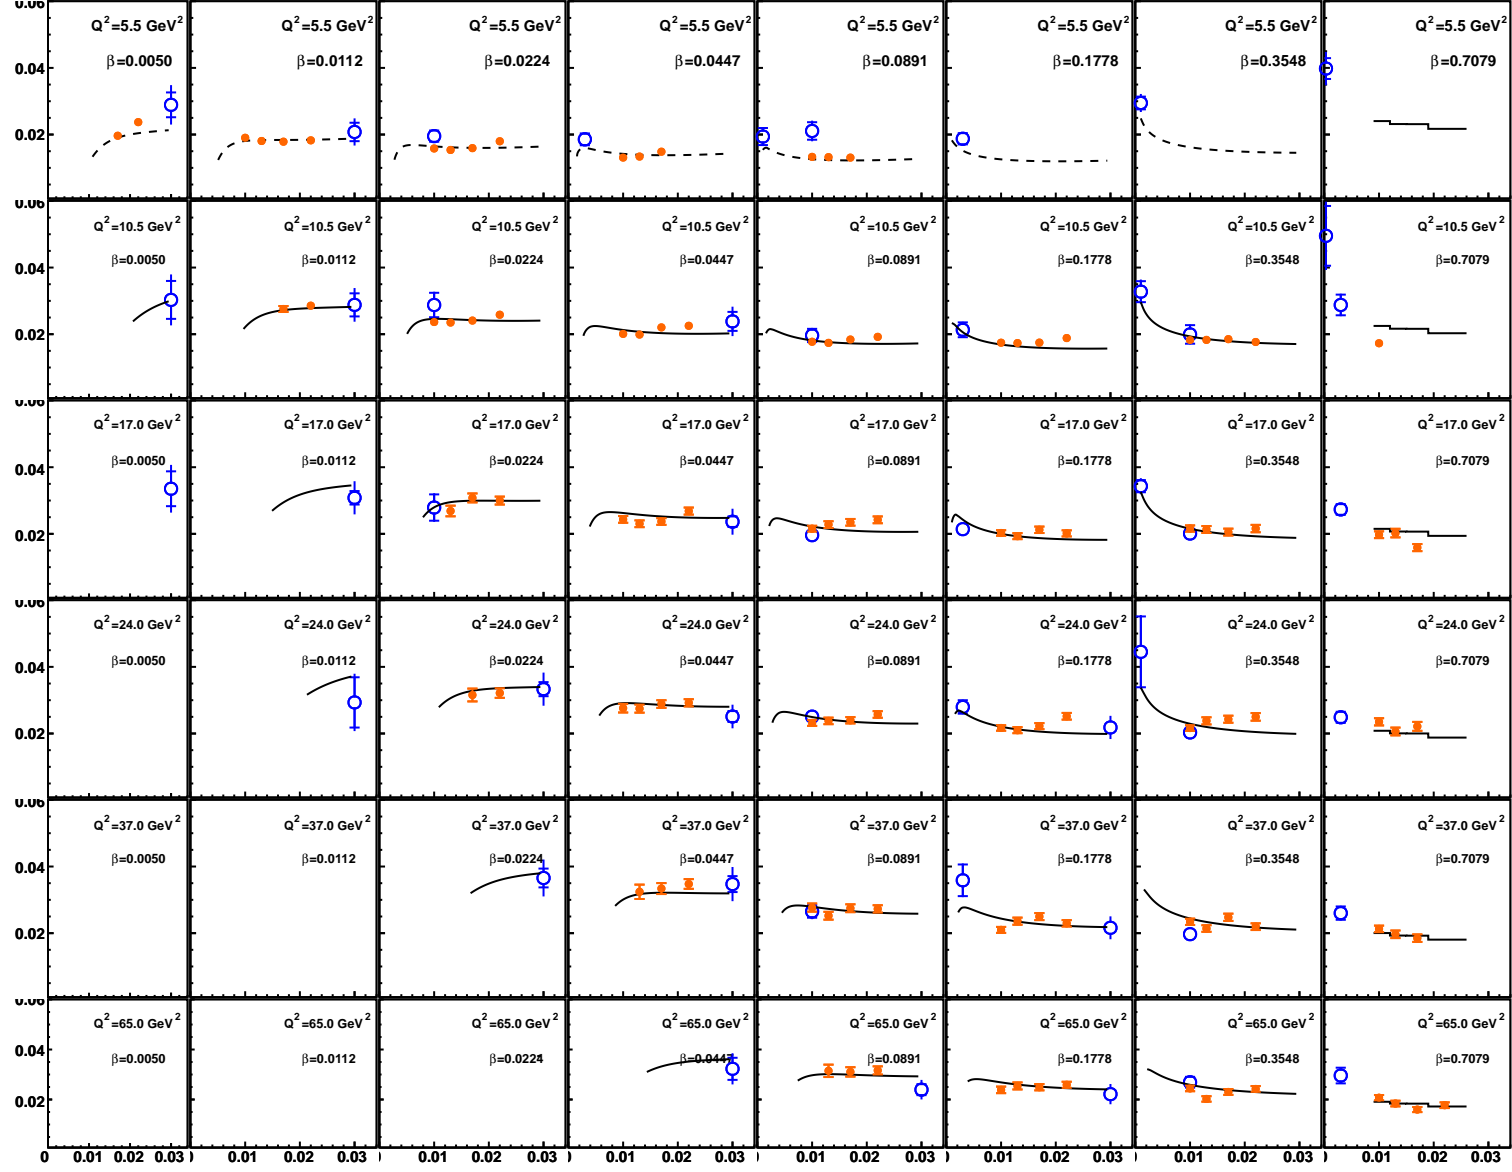 0.06
Q²=5.5 GeV² Q²=5.5 GeV² Q²=5.5 GeV² Q²=5.5 GeV² Q²=5.5 GeV² Q²=5.5 GeV² Q²=5.5 GeV² Q²=5.5 GeV²
β=0.0050 β=0.0112 β=0.0224 β=0.0447 β=0.0891 β=0.1778 β=0.3548 β=0.7079
0.04
0.02
0.06
Q²=10.5 GeV² Q²=10.5 GeV² Q²=10.5 GeV² Q²=10.5 GeV² Q²=10.5 GeV² Q²=10.5 GeV² Q²=10.5 GeV² Q²=10.5 GeV²
β=0.0050 β=0.0112 β=0.0224 β=0.0447 β=0.0891 β=0.1778 β=0.3548 β=0.7079
0.04
0.02
0.06
Q²=17.0 GeV² Q²=17.0 GeV² Q²=17.0 GeV² Q²=17.0 GeV² Q²=17.0 GeV² Q²=17.0 GeV² Q²=17.0 GeV² Q²=17.0 GeV²
β=0.0050 β=0.0112 β=0.0224 β=0.0447 β=0.0891 β=0.1778 β=0.3548 β=0.7079
0.04
0.02
0.06
Q²=24.0 GeV² Q²=24.0 GeV² Q²=24.0 GeV² Q²=24.0 GeV² Q²=24.0 GeV² Q²=24.0 GeV² Q²=24.0 GeV² Q²=24.0 GeV²
β=0.0050 β=0.0112 β=0.0224 β=0.0447 β=0.0891 β=0.1778 β=0.3548 β=0.7079
0.04
0.02
0.06
Q²=37.0 GeV² Q²=37.0 GeV² Q²=37.0 GeV² Q²=37.0 GeV² Q²=37.0 GeV² Q²=37.0 GeV² Q²=37.0 GeV² Q²=37.0 GeV²
β=0.0050 β=0.0112 β=0.0224 β=0.0447 β=0.0891 β=0.1778 β=0.3548 β=0.7079
0.04
0.02
0.06
Q²=65.0 GeV² Q²=65.0 GeV² Q²=65.0 GeV² Q²=65.0 GeV² Q²=65.0 GeV² Q²=65.0 GeV² Q²=65.0 GeV² Q²=65.0 GeV²
β=0.0050 β=0.0112 β=0.0224 β=0.0447 β=0.0891 β=0.1778 β=0.3548 β=0.7079
0.04
0.02
0 0.01 0.02 0.03 0.01 0.02 0.03 0.01 0.02 0.03 0.01 0.02 0.03 0.01 0.02 0.03 0.01 0.02 0.03 0.01 0.02 0.03 0.01 0.02 0.03